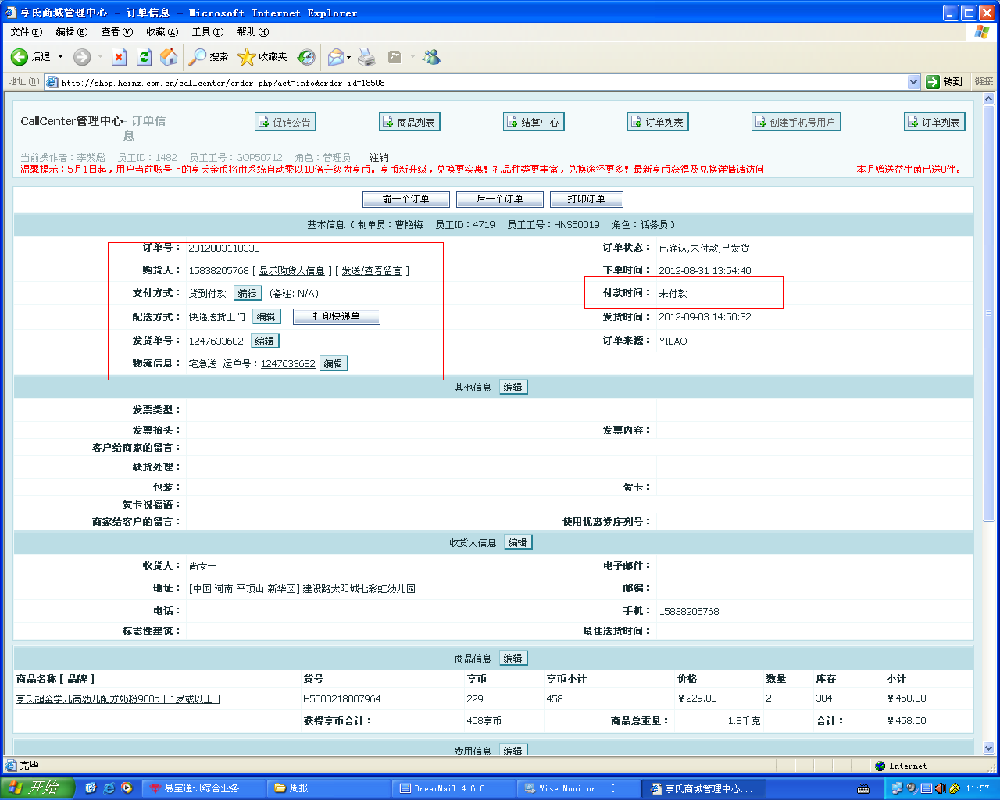 亨氏商城管理中心 - 订单信息 - Microsoft Internet Explorer
文件(F) 编辑(E) 查看(V) 收藏(A) 工具(T) 帮助(H)
后退 搜索 收藏夹
地址(D) http://shop.heinz.com.cn/callcenter/order.php?act=info&order_id=18508 转到 链接
CallCenter管理中心- 订单信息 促销公告 商品列表 结算中心 订单列表 创建手机号用户 订单列表
当前操作者：李紫彪 员工ID：1482 员工工号：GOP50712 角色：管理员 注销
温馨提示：5月1日起，用户当前账号上的亨氏金币将由系统自动乘以10倍升级为亨币。亨币新升级，兑换更实惠！礼品种类更丰富，兑换途径更多！最新亨币获得及兑换详情请访问 本月赠送益生菌已送0件。
前一个订单 后一个订单 打印订单
基本信息（制单员：曹艳梅 员工ID：4719 员工工号：HNS50019 角色：话务员）
订单号： 2012083110330 订单状态： 已确认,未付款,已发货
购货人： 15838205768 [ 显示购货人信息 ] [ 发送/查看留言 ] 下单时间： 2012-08-31 13:54:40
支付方式： 货到付款 编辑 (备注: N/A) 付款时间： 未付款
配送方式： 快递送货上门 编辑 打印快递单 发货时间： 2012-09-03 14:50:32
发货单号： 1247633682 编辑 订单来源： YIBAO
物流信息： 宅急送 运单号：1247633682 编辑
其他信息 编辑
发票类型：
发票抬头： 发票内容：
客户给商家的留言：
缺货处理：
包装： 贺卡：
贺卡祝福语：
商家给客户的留言： 使用优惠券序列号：
收货人信息 编辑
收货人： 尚女士 电子邮件：
地址： [中国 河南 平顶山 新华区] 建设路太阳城七彩虹幼儿园 邮编：
电话： 手机： 15838205768
标志性建筑： 最佳送货时间：
商品信息 编辑
商品名称 [ 品牌 ] 货号 亨币 亨币小计 价格 数量 库存 小计
亨氏超金学儿高幼儿配方奶粉900g [ 1岁或以上 ] H5000218007964 229 458 ￥229.00 2 304 ￥458.00
获得亨币合计： 458亨币 商品总重量： 1.8千克 合计： ￥458.00
费用信息 编辑
完毕 Internet
开始 易宝通讯综合业务... 周报 DreamMail 4.6.8.... Wise Monitor - [... 亨氏商城管理中心... 11:57